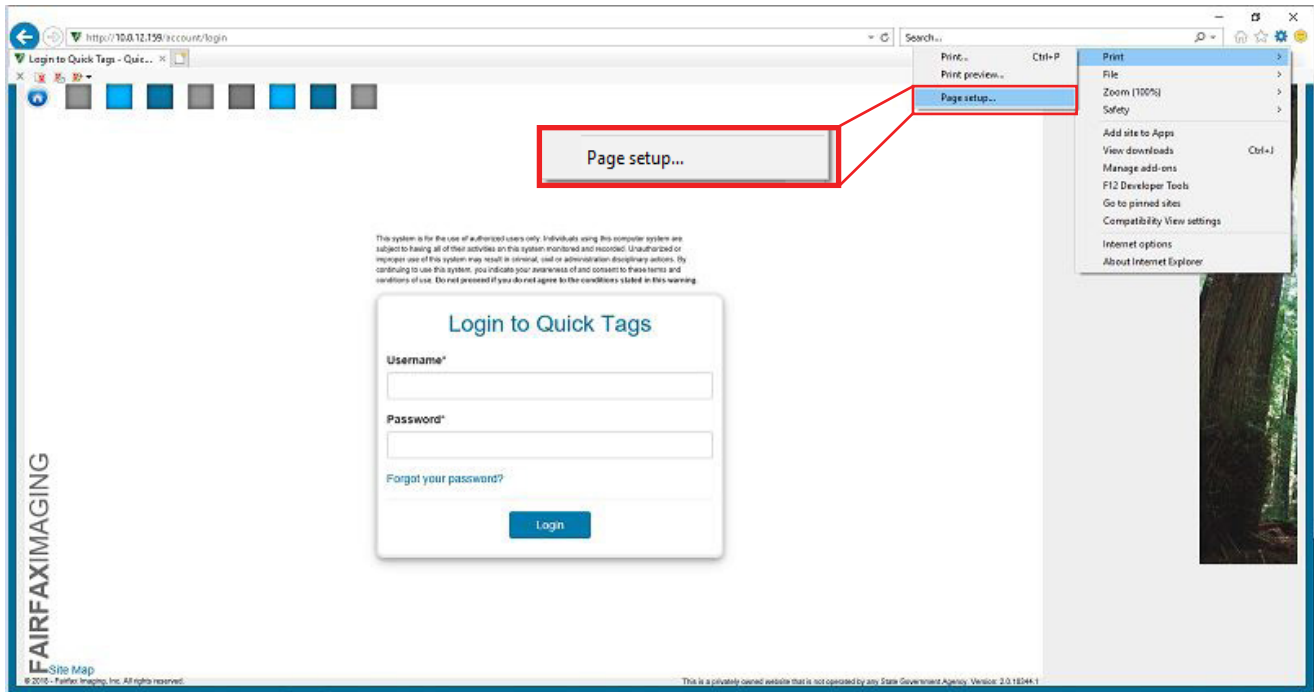 http://10.0.12.159/account/login
Search...
Login to Quick Tags - Quic...
Print... Ctrl+P
Print preview...
Page setup...
Print
File
Zoom (100%)
Safety
Add site to Apps
View downloads Ctrl+J
Manage add-ons
F12 Developer Tools
Go to pinned sites
Compatibility View settings
Internet options
About Internet Explorer
Page setup...
This system is for the use of authorized users only. Individuals using this computer system are
subject to having all of their activities on this system monitored and recorded. Unauthorized or
improper use of this system may result in criminal, civil or administration disciplinary actions. By
continuing to use this system, you indicate your awareness of and consent to these terms and
conditions of use. Do not proceed if you do not agree to the conditions stated in this warning.
Login to Quick Tags
Username*
Password*
Forgot your password?
Login
FAIRFAXIMAGING
Site Map
© 2018 - Fairfax Imaging, Inc. All rights reserved.
This is a privately owned website that is not operated by any State Government Agency. Version: 2.0.18344.1